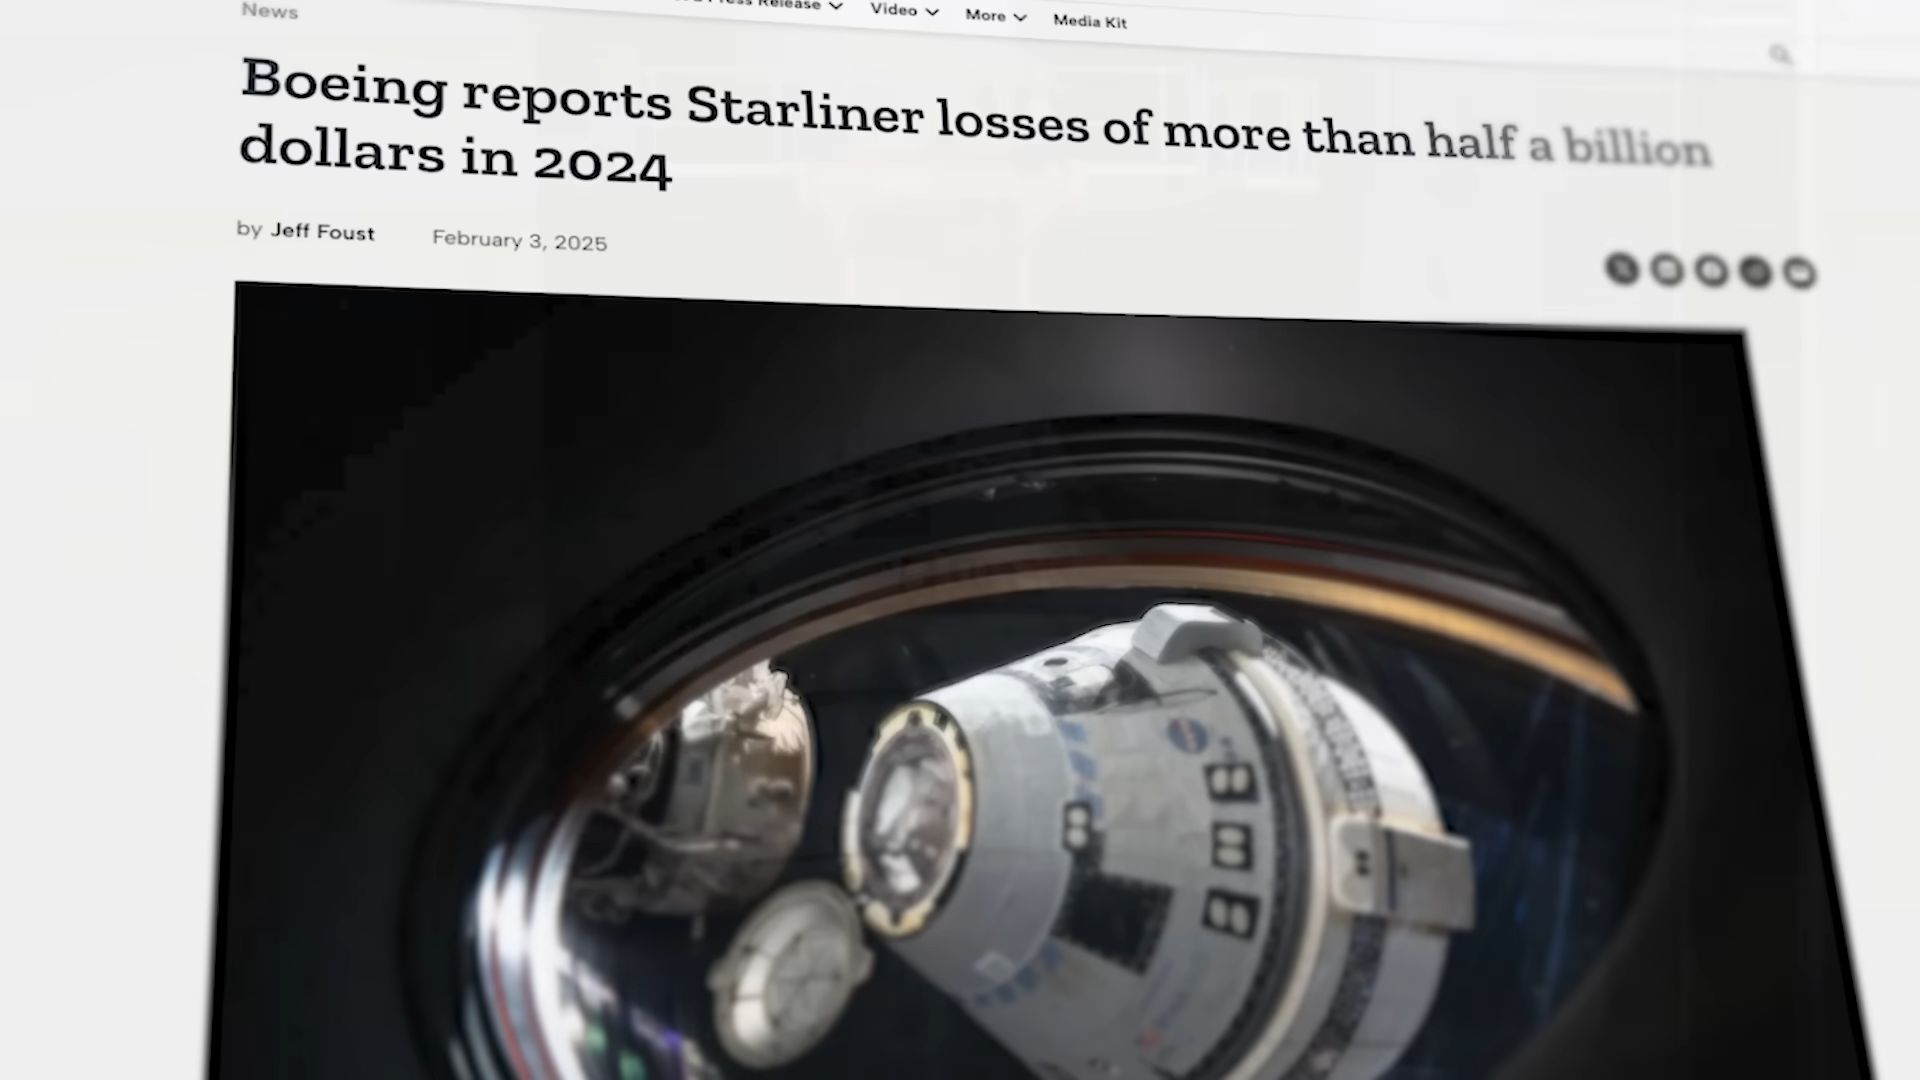 Release
Video
More
Media Kit
News
Boeing reports Starliner losses of more than half a billion
dollars in 2024
by Jeff Foust
February 3, 2025